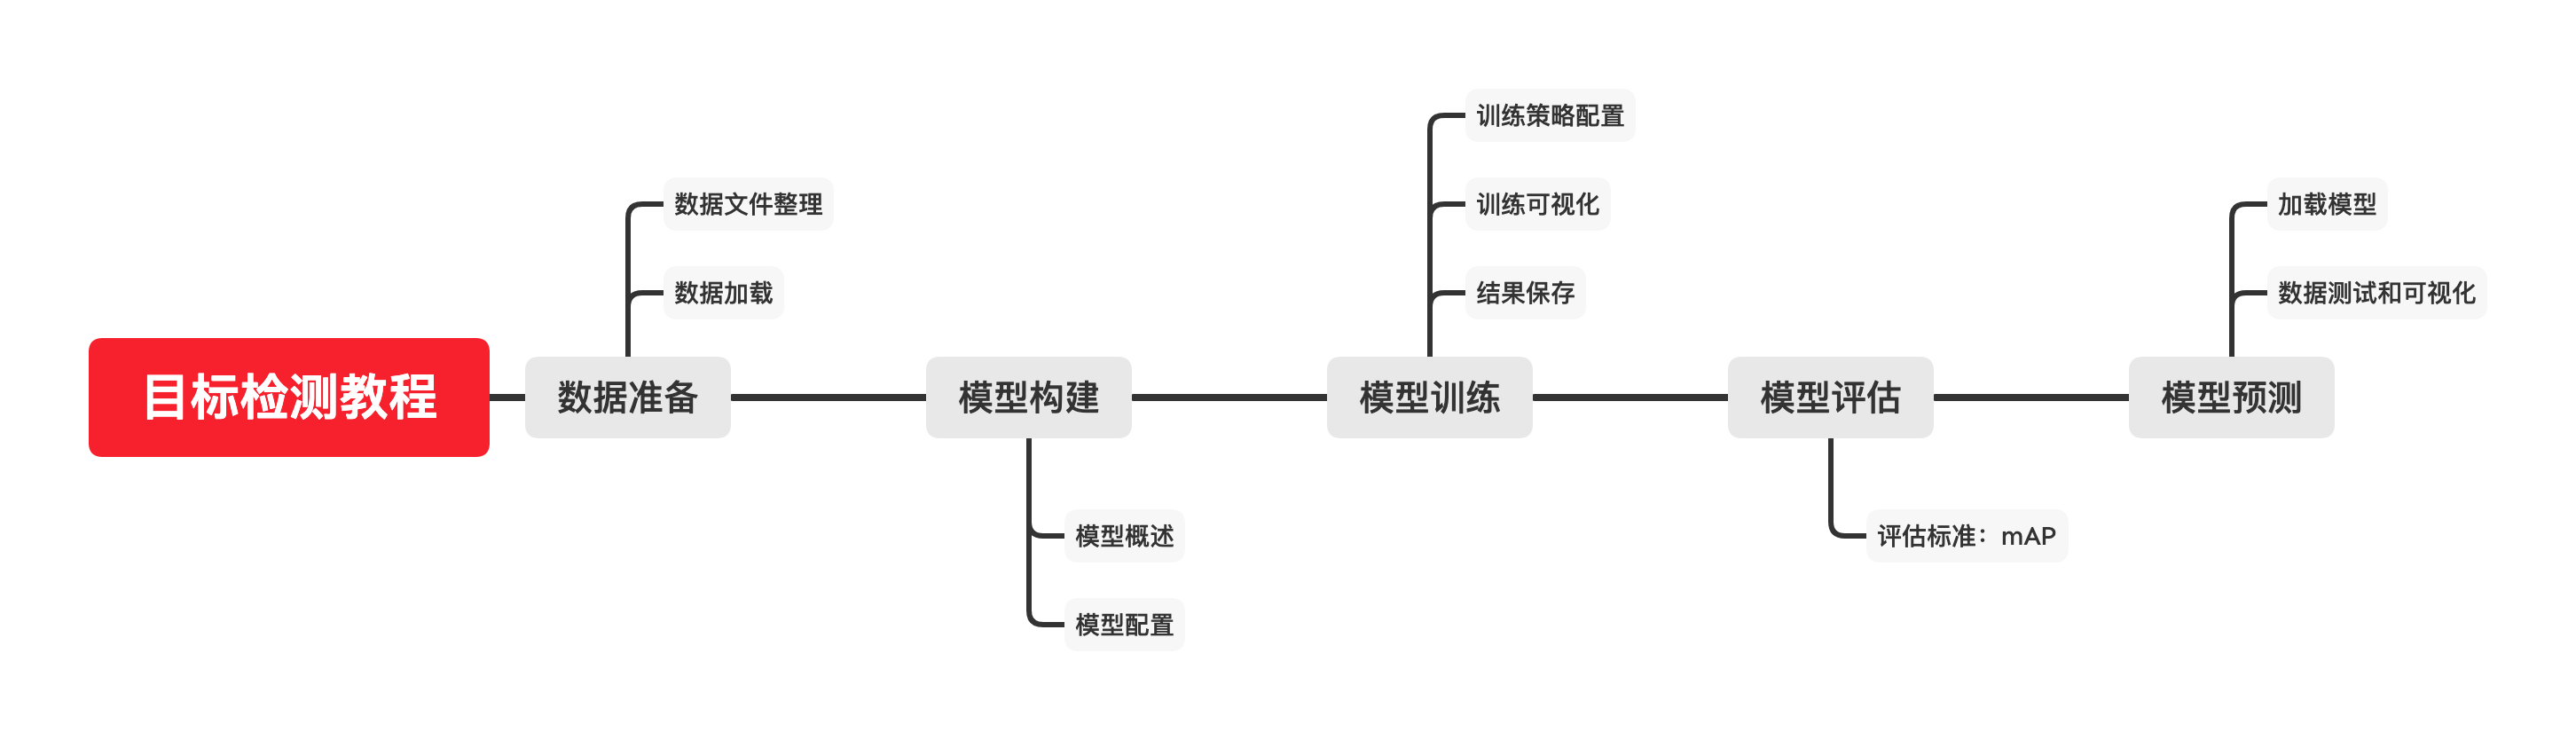 目标检测教程
数据准备
数据文件整理
数据加载
模型构建
模型概述
模型配置
模型训练
训练策略配置
训练可视化
结果保存
模型评估
评估标准：mAP
模型预测
加载模型
数据测试和可视化